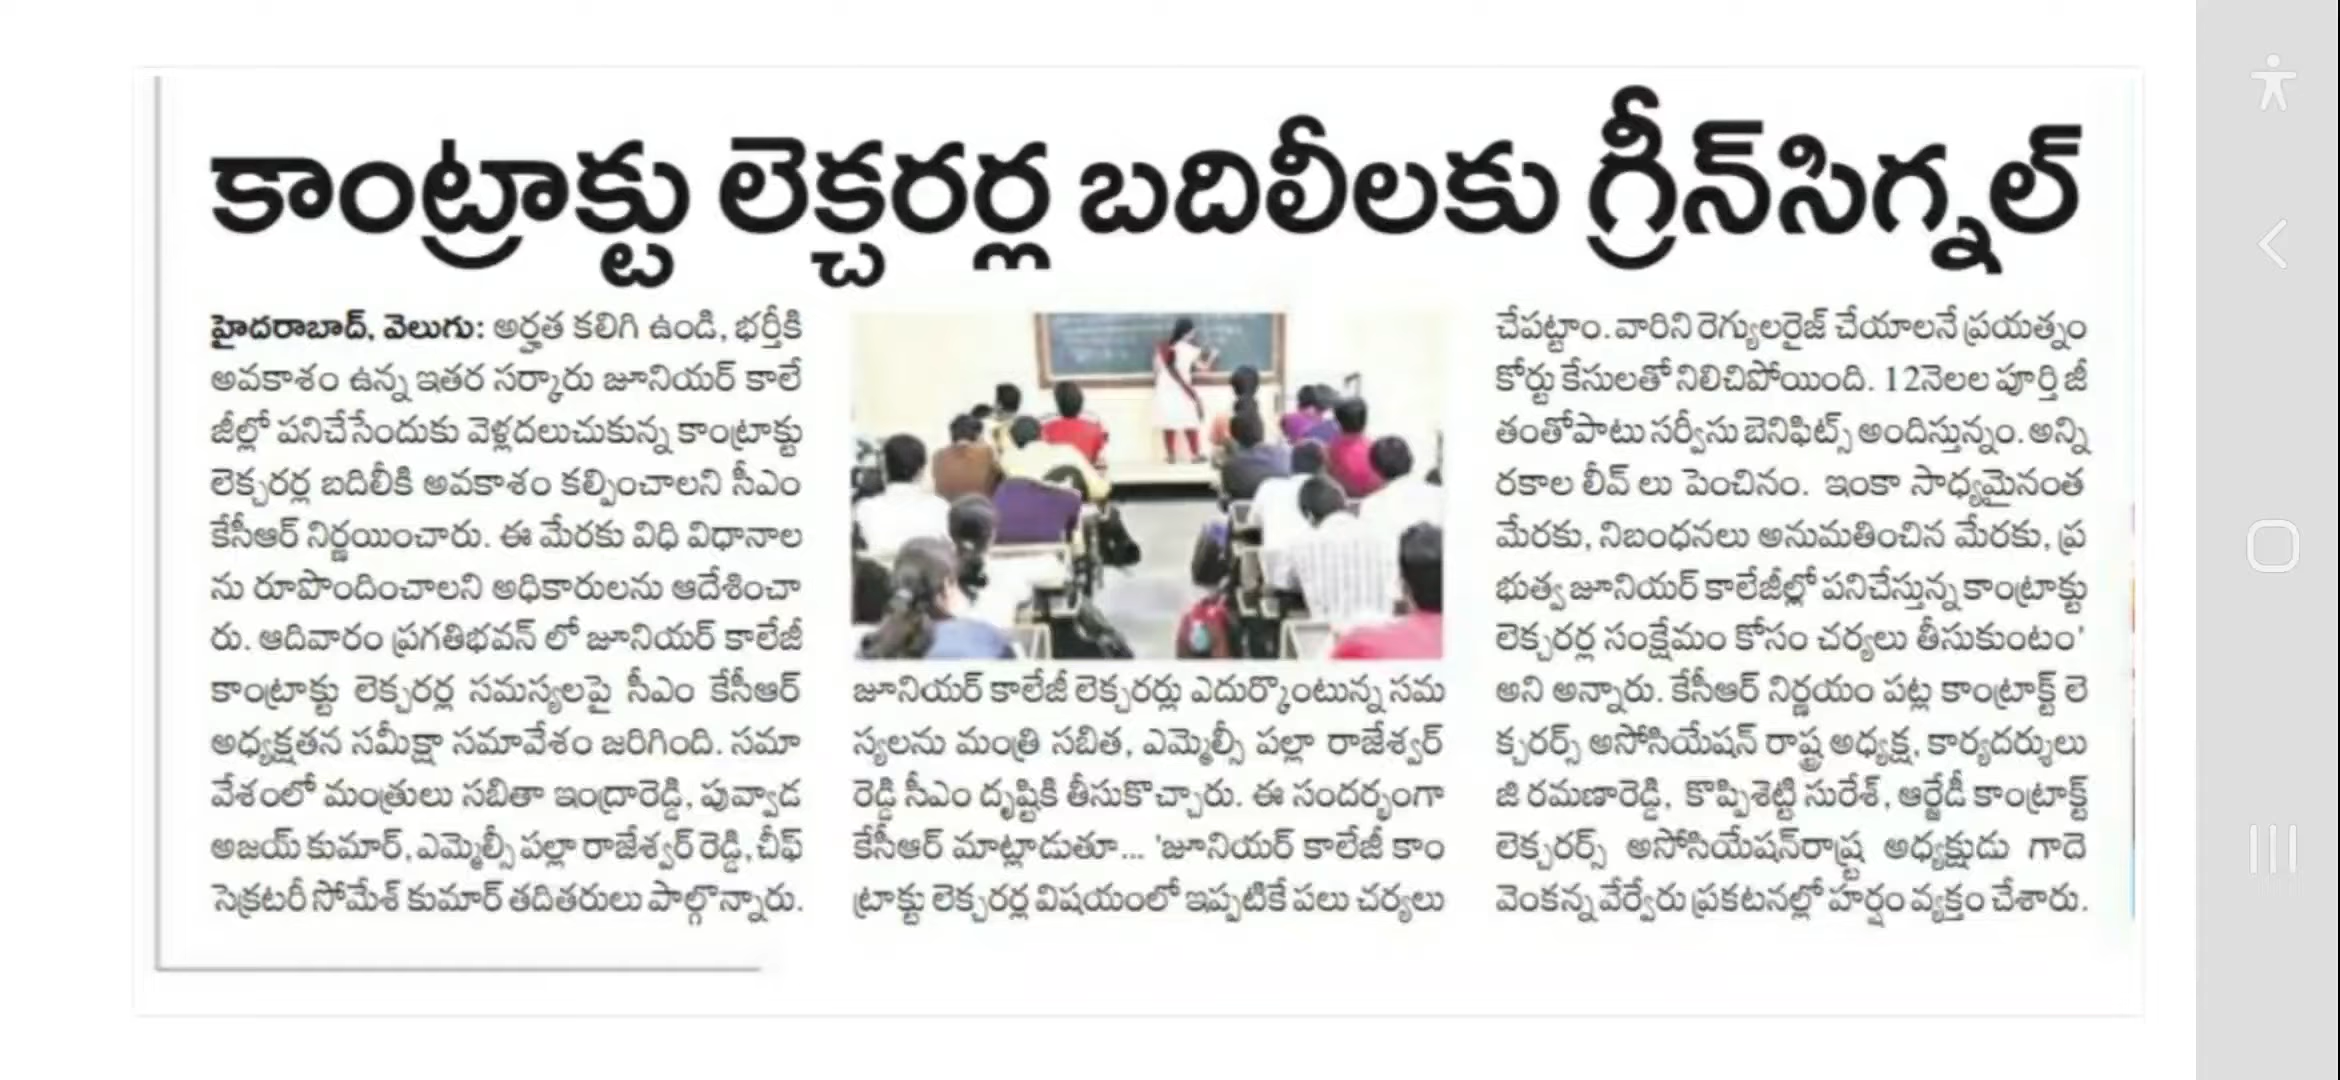 కాంట్రాక్టు లెక్చరర్ల బదిలీలకు గ్రీన్‌సిగ్నల్
హైదరాబాద్, వెలుగు: అర్హత కలిగి ఉండి, భర్తీకి
అవకాశం ఉన్న ఇతర సర్కారు జూనియర్ కాలే
జీల్లో పనిచేసేందుకు వెళ్లదలుచుకున్న కాంట్రాక్టు
లెక్చరర్ల బదిలీకి అవకాశం కల్పించాలని సీఎం
కేసీఆర్ నిర్ణయించారు. ఈ మేరకు విధి విధానాల
ను రూపొందించాలని అధికారులను ఆదేశించా
రు. ఆదివారం ప్రగతిభవన్ లో జూనియర్ కాలేజీ
కాంట్రాక్టు లెక్చరర్ల సమస్యలపై సీఎం కేసీఆర్
అధ్యక్షతన సమీక్షా సమావేశం జరిగింది. సమా
వేశంలో మంత్రులు సబితా ఇంద్రారెడ్డి, పువ్వాడ
అజయ్ కుమార్, ఎమ్మెల్సీ పల్లా రాజేశ్వర్ రెడ్డి, చీఫ్
సెక్రటరీ సోమేశ్ కుమార్ తదితరులు పాల్గొన్నారు.
జూనియర్ కాలేజీ లెక్చరర్లు ఎదుర్కొంటున్న సమ
స్యలను మంత్రి సబిత, ఎమ్మెల్సీ పల్లా రాజేశ్వర్
రెడ్డి సీఎం దృష్టికి తీసుకొచ్చారు. ఈ సందర్భంగా
కేసీఆర్ మాట్లాడుతూ... 'జూనియర్ కాలేజీ కాం
ట్రాక్టు లెక్చరర్ల విషయంలో ఇప్పటికే పలు చర్యలు
చేపట్టాం. వారిని రెగ్యులరైజ్ చేయాలనే ప్రయత్నం
కోర్టు కేసులతో నిలిచిపోయింది. 12నెలల పూర్తి జీ
తంతోపాటు సర్వీసు బెనిఫిట్స్ అందిస్తున్నం. అన్ని
రకాల లీవ్ లు పెంచినం. ఇంకా సాధ్యమైనంత
మేరకు, నిబంధనలు అనుమతించిన మేరకు, ప్ర
భుత్వ జూనియర్ కాలేజీల్లో పనిచేస్తున్న కాంట్రాక్టు
లెక్చరర్ల సంక్షేమం కోసం చర్యలు తీసుకుంటం'
అని అన్నారు. కేసీఆర్ నిర్ణయం పట్ల కాంట్రాక్ట్ లె
క్చరర్స్ అసోసియేషన్ రాష్ట్ర అధ్యక్ష, కార్యదర్శులు
జి రమణారెడ్డి, కొప్పిశెట్టి సురేశ్, ఆర్జేడీ కాంట్రాక్ట్
లెక్చరర్స్ అసోసియేషన్‌రాష్ట్ర అధ్యక్షుడు గాదె
వెంకన్న వేర్వేరు ప్రకటనల్లో హర్షం వ్యక్తం చేశారు.